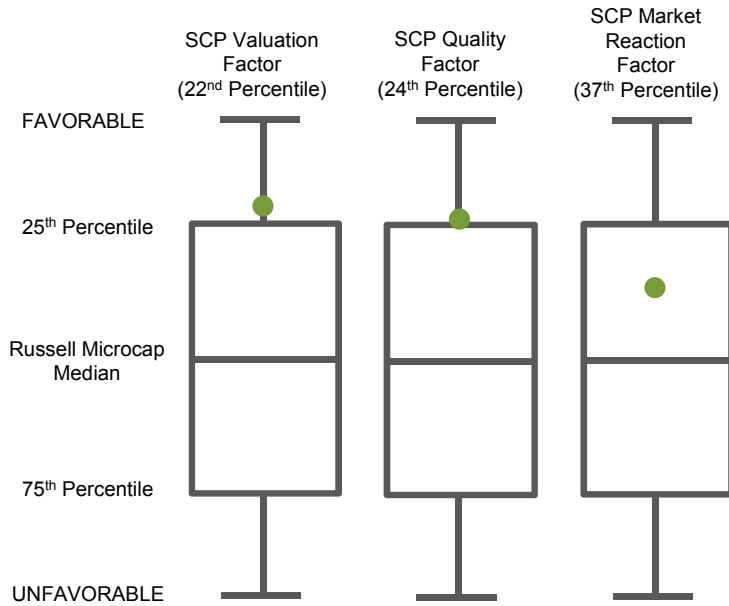 SCP Valuation
Factor
(22nd Percentile)
SCP Quality
Factor
(24th Percentile)
SCP Market
Reaction
Factor
(37th Percentile)
FAVORABLE
25th Percentile
Russell Microcap
Median
75th Percentile
UNFAVORABLE